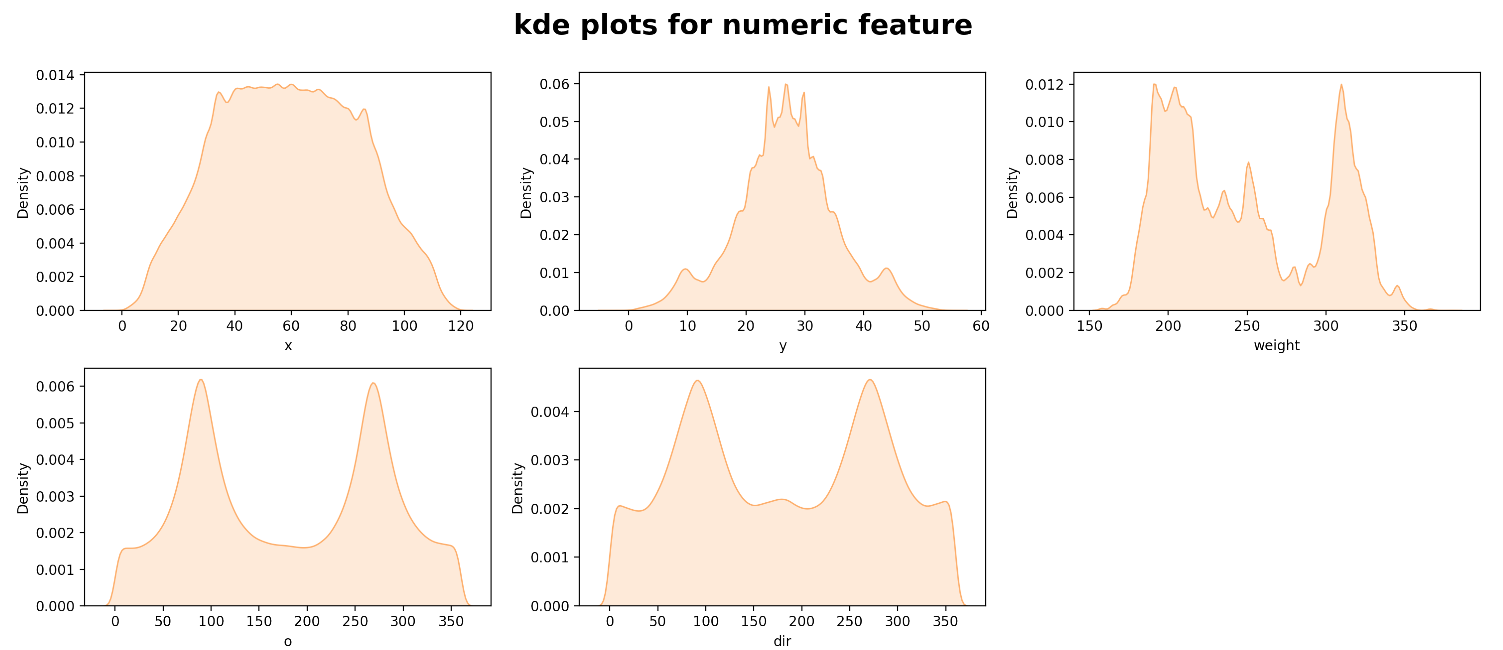 kde plots for numeric feature
0.014
0.012
0.010
0.008
0.006
0.004
0.002
0.000
Density
0 20 40 60 80 100 120
x
0.06
0.05
0.04
0.03
0.02
0.01
0.00
Density
0 10 20 30 40 50 60
y
0.012
0.010
0.008
0.006
0.004
0.002
0.000
Density
150 200 250 300 350
weight
0.006
0.005
0.004
0.003
0.002
0.001
0.000
Density
0 50 100 150 200 250 300 350
o
0.004
0.003
0.002
0.001
0.000
Density
0 50 100 150 200 250 300 350
dir